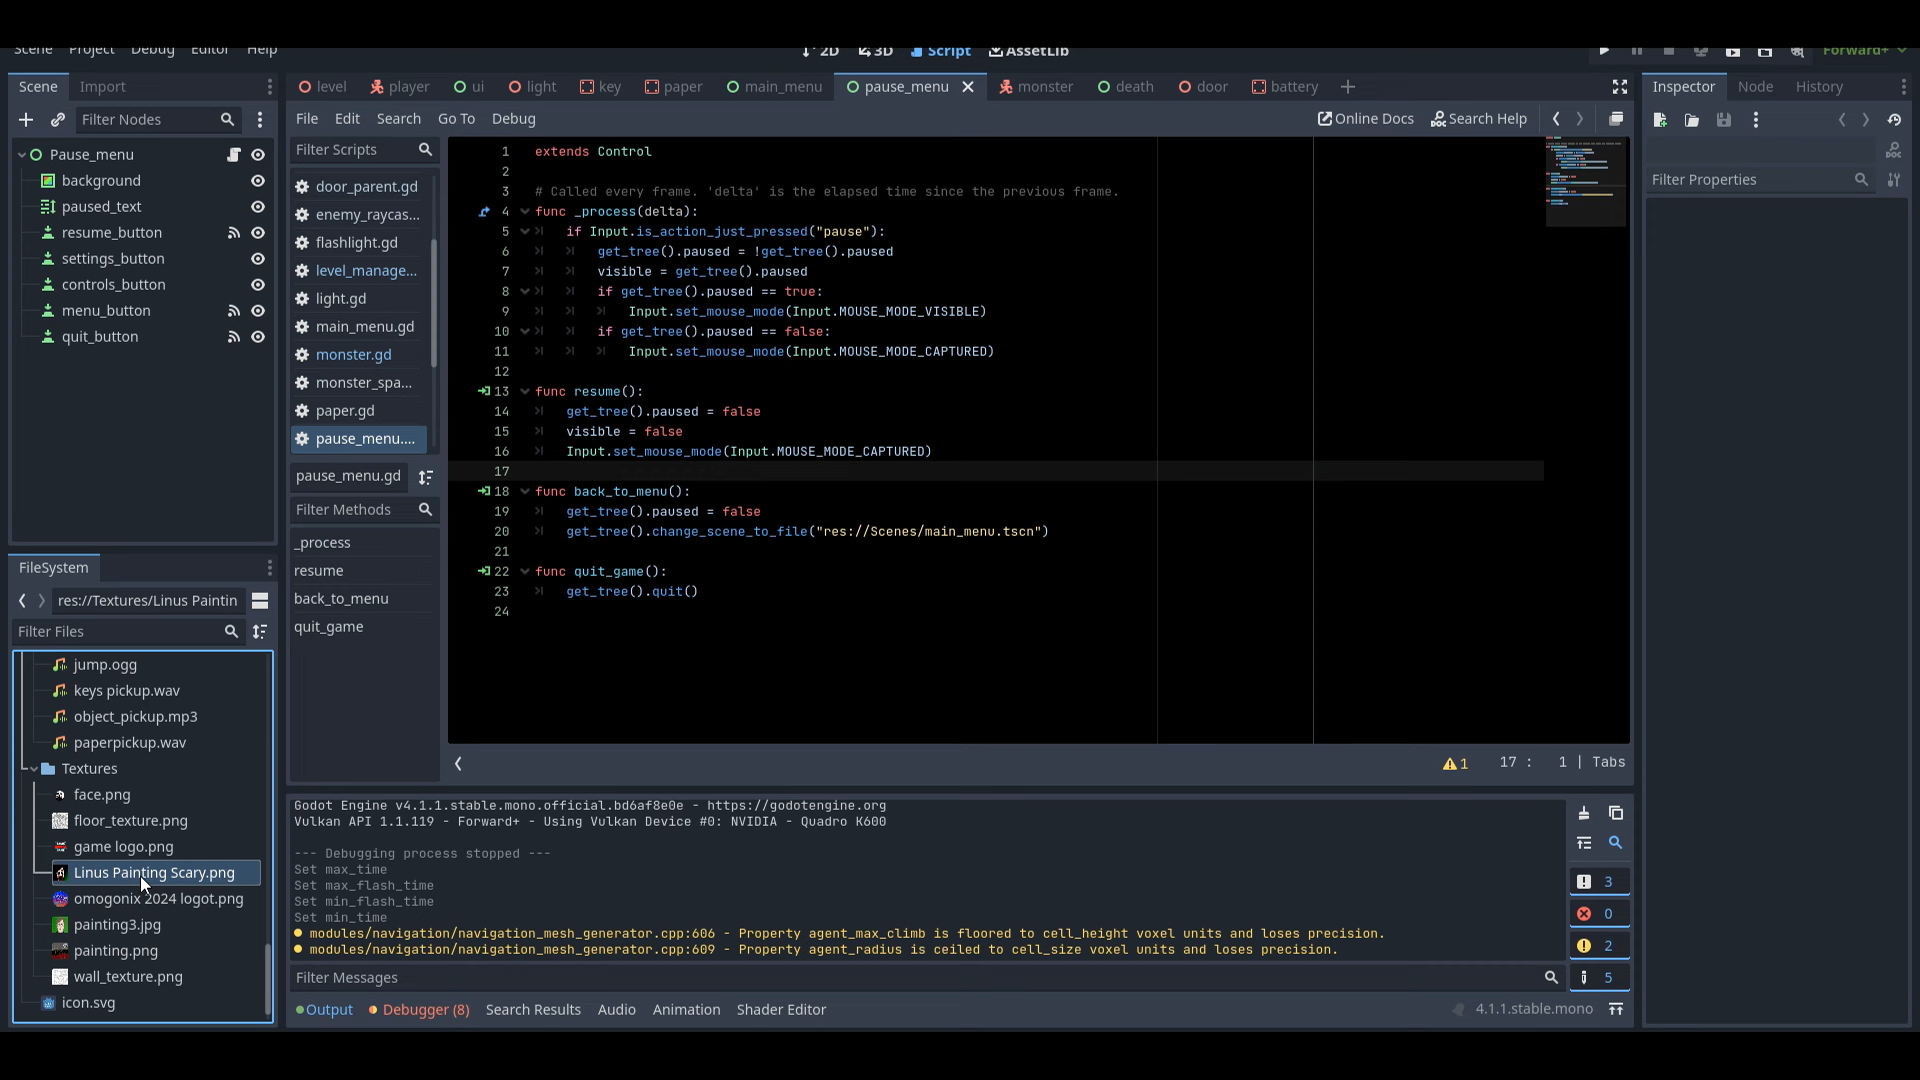 Scene Project Debug Editor Help
2D 3D Script AssetLib
Forward+
Scene Import
Filter Nodes
Pause_menu
background
paused_text
resume_button
settings_button
controls_button
menu_button
quit_button
FileSystem
res://Textures/Linus Paintin
Filter Files
jump.ogg
keys pickup.wav
object_pickup.mp3
paperpickup.wav
Textures
face.png
floor_texture.png
game logo.png
Linus Painting Scary.png
omogonix 2024 logot.png
painting3.jpg
painting.png
wall_texture.png
icon.svg
level player ui light key paper main_menu pause_menu monster death door battery
File Edit Search Go To Debug
Online Docs Search Help
Filter Scripts
door_parent.gd
enemy_raycas...
flashlight.gd
level_manage...
light.gd
main_menu.gd
monster.gd
monster_spa...
paper.gd
pause_menu....
pause_menu.gd
Filter Methods
_process
resume
back_to_menu
quit_game
1 extends Control
2
3 # Called every frame. 'delta' is the elapsed time since the previous frame.
4 func _process(delta):
5 if Input.is_action_just_pressed("pause"):
6 get_tree().paused = !get_tree().paused
7 visible = get_tree().paused
8 if get_tree().paused == true:
9 Input.set_mouse_mode(Input.MOUSE_MODE_VISIBLE)
10 if get_tree().paused == false:
11 Input.set_mouse_mode(Input.MOUSE_MODE_CAPTURED)
12
13 func resume():
14 get_tree().paused = false
15 visible = false
16 Input.set_mouse_mode(Input.MOUSE_MODE_CAPTURED)
17
18 func back_to_menu():
19 get_tree().paused = false
20 get_tree().change_scene_to_file("res://Scenes/main_menu.tscn")
21
22 func quit_game():
23 get_tree().quit()
24
1 17 : 1 | Tabs
Godot Engine v4.1.1.stable.mono.official.bd6af8e0e - https://godotengine.org
Vulkan API 1.1.119 - Forward+ - Using Vulkan Device #0: NVIDIA - Quadro K600
--- Debugging process stopped ---
Set max_time
Set max_flash_time
Set min_flash_time
Set min_time
modules/navigation/navigation_mesh_generator.cpp:606 - Property agent_max_climb is floored to cell_height voxel units and loses precision.
modules/navigation/navigation_mesh_generator.cpp:609 - Property agent_radius is ceiled to cell_size voxel units and loses precision.
Filter Messages
3
0
2
5
Output Debugger (8) Search Results Audio Animation Shader Editor
4.1.1.stable.mono
Inspector Node History
Filter Properties